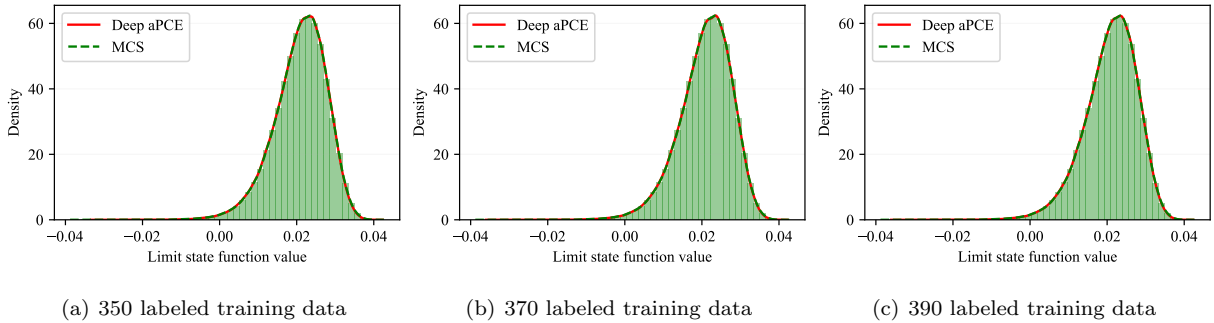 Deep aPCE
MCS
Density
60
40
20
0
−0.04
−0.02
0.00
0.02
0.04
Limit state function value
(a) 350 labeled training data
Deep aPCE
MCS
Density
60
40
20
0
−0.04
−0.02
0.00
0.02
0.04
Limit state function value
(b) 370 labeled training data
Deep aPCE
MCS
Density
60
40
20
0
−0.04
−0.02
0.00
0.02
0.04
Limit state function value
(c) 390 labeled training data